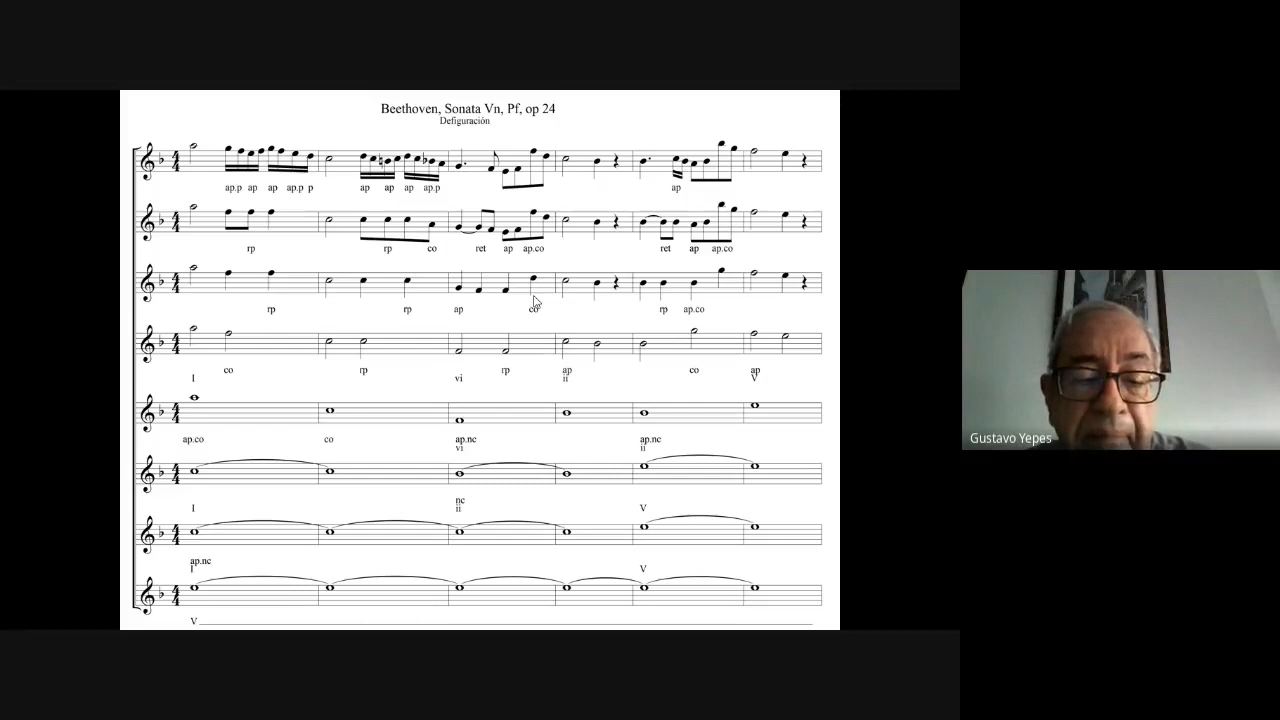 Beethoven, Sonata Vn, Pf, op 24
Defiguración
ap.p ap ap ap.p p ap ap ap ap.p ap
rp rp co ret ap ap.co ret ap ap.co
rp rp ap co rp ap.co
co rp rp ap co ap
I vi ii V
ap.co co ap.nc ap.nc
vi ii
nc
I ii V
ap.nc
I V
V
Gustavo Yepes